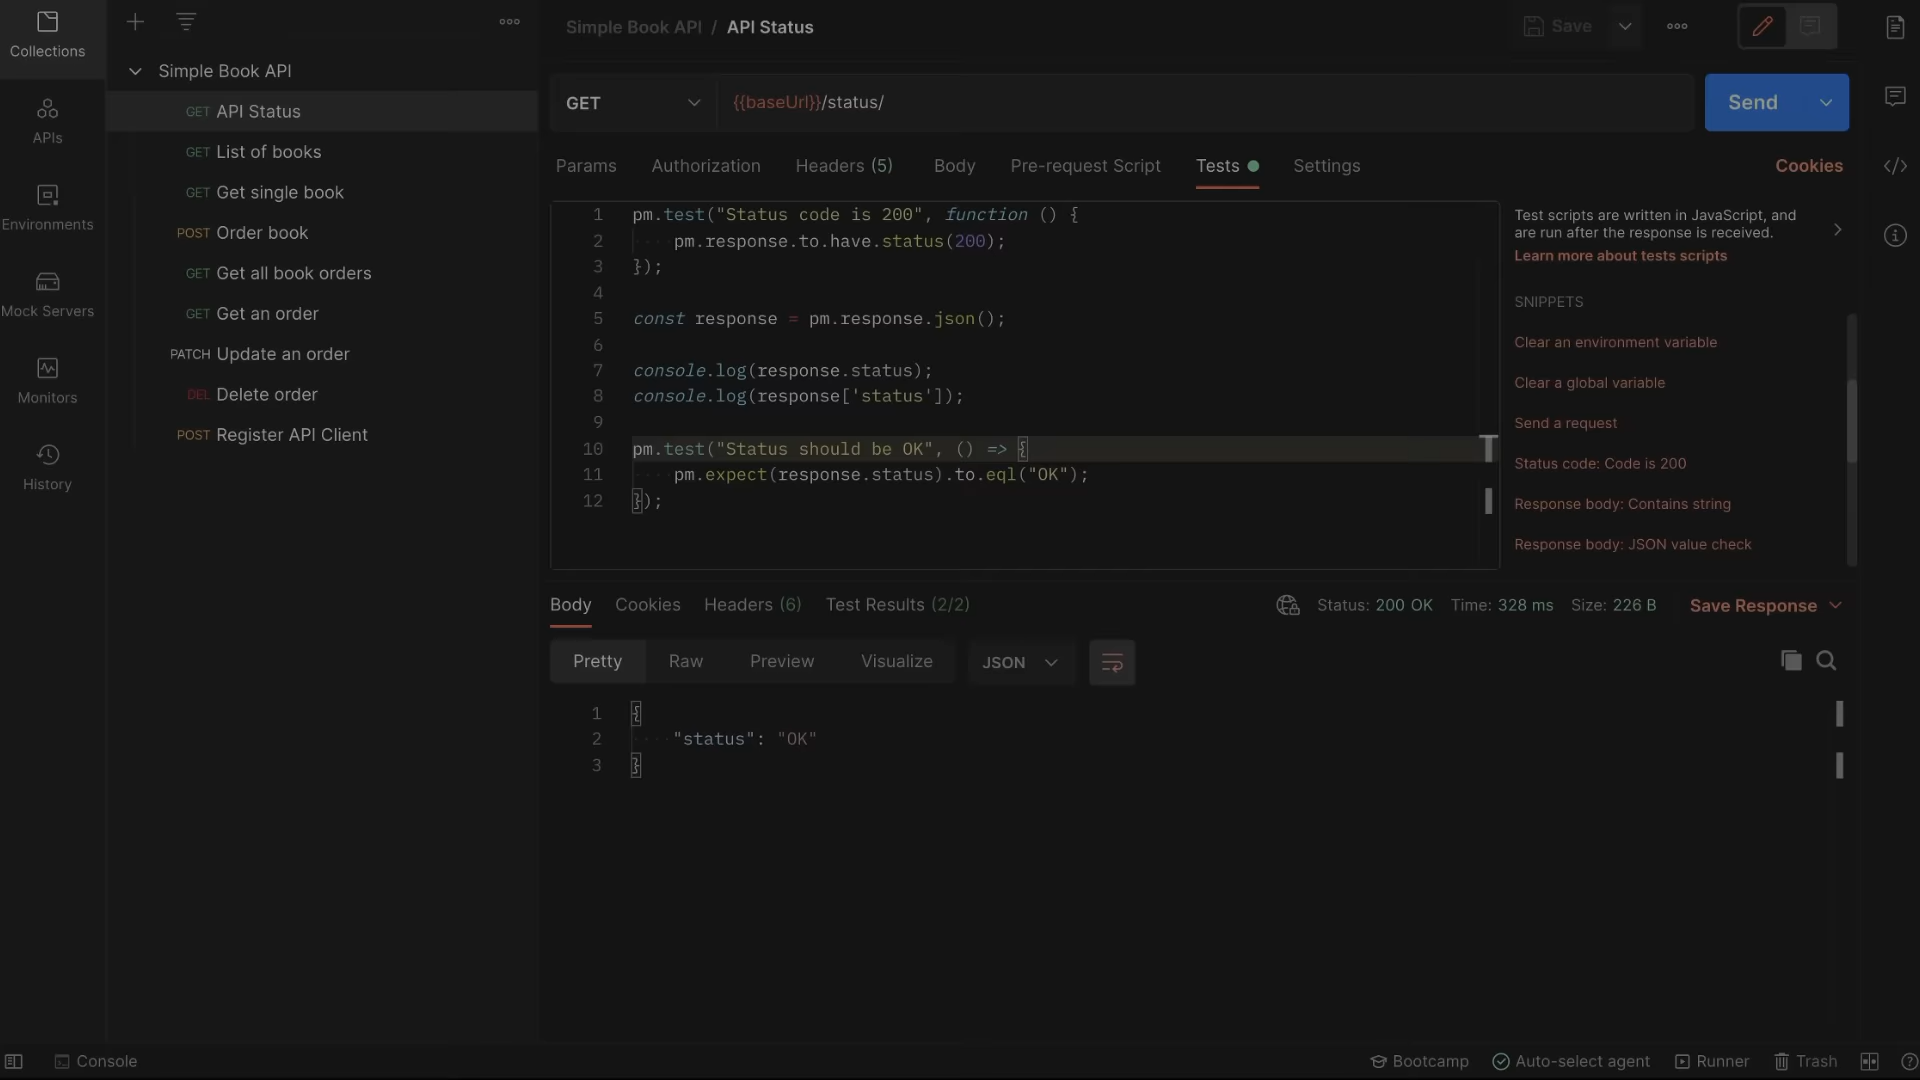 Collections
APIs
Environments
Mock Servers
Monitors
History
Simple Book API
GET API Status
GET List of books
GET Get single book
POST Order book
GET Get all book orders
GET Get an order
PATCH Update an order
DEL Delete order
POST Register API Client
Simple Book API / API Status
Save
GET {{baseUrl}}/status/
Send
Params Authorization Headers (5) Body Pre-request Script Tests Settings
Cookies
1 pm.test("Status code is 200", function () {
2 pm.response.to.have.status(200);
3 });
4
5 const response = pm.response.json();
6
7 console.log(response.status);
8 console.log(response['status']);
9
10 pm.test("Status should be OK", () => {
11 pm.expect(response.status).to.eql("OK");
12 });
Test scripts are written in JavaScript, and
are run after the response is received.
Learn more about tests scripts
SNIPPETS
Clear an environment variable
Clear a global variable
Send a request
Status code: Code is 200
Response body: Contains string
Response body: JSON value check
Body Cookies Headers (6) Test Results (2/2)
Status: 200 OK Time: 328 ms Size: 226 B Save Response
Pretty Raw Preview Visualize JSON
1 {
2 "status": "OK"
3 }
Console
Bootcamp Auto-select agent Runner Trash